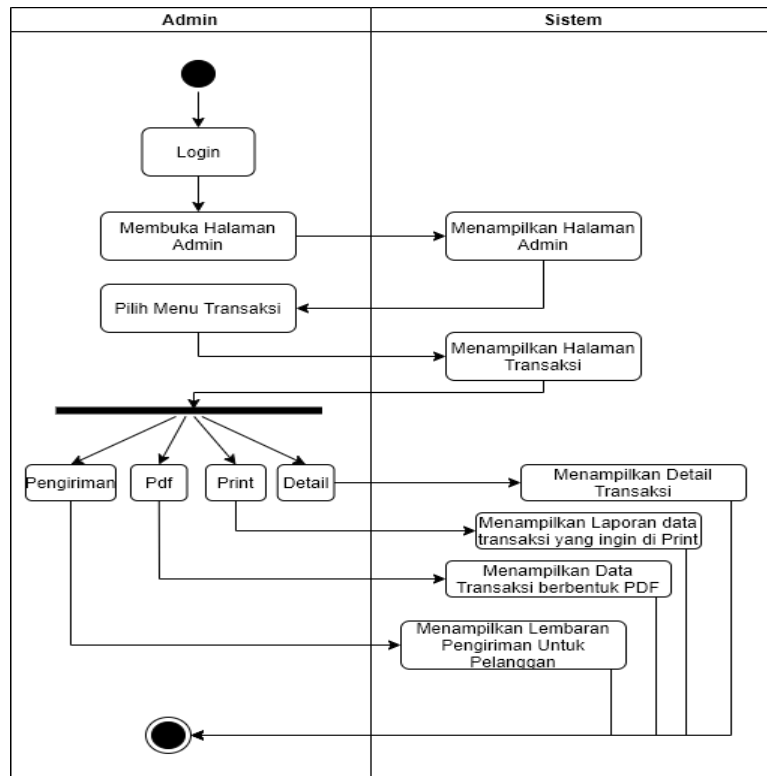 Admin
Sistem
Login
Membuka Halaman
Admin
Menampilkan Halaman
Admin
Pilih Menu Transaksi
Menampilkan Halaman
Transaksi
Pengiriman
Pdf
Print
Detail
Menampilkan Detail
Transaksi
Menampilkan Laporan data
transaksi yang ingin di Print
Menampilkan Data
Transaksi berbentuk PDF
Menampilkan Lembaran
Pengiriman Untuk
Pelanggan